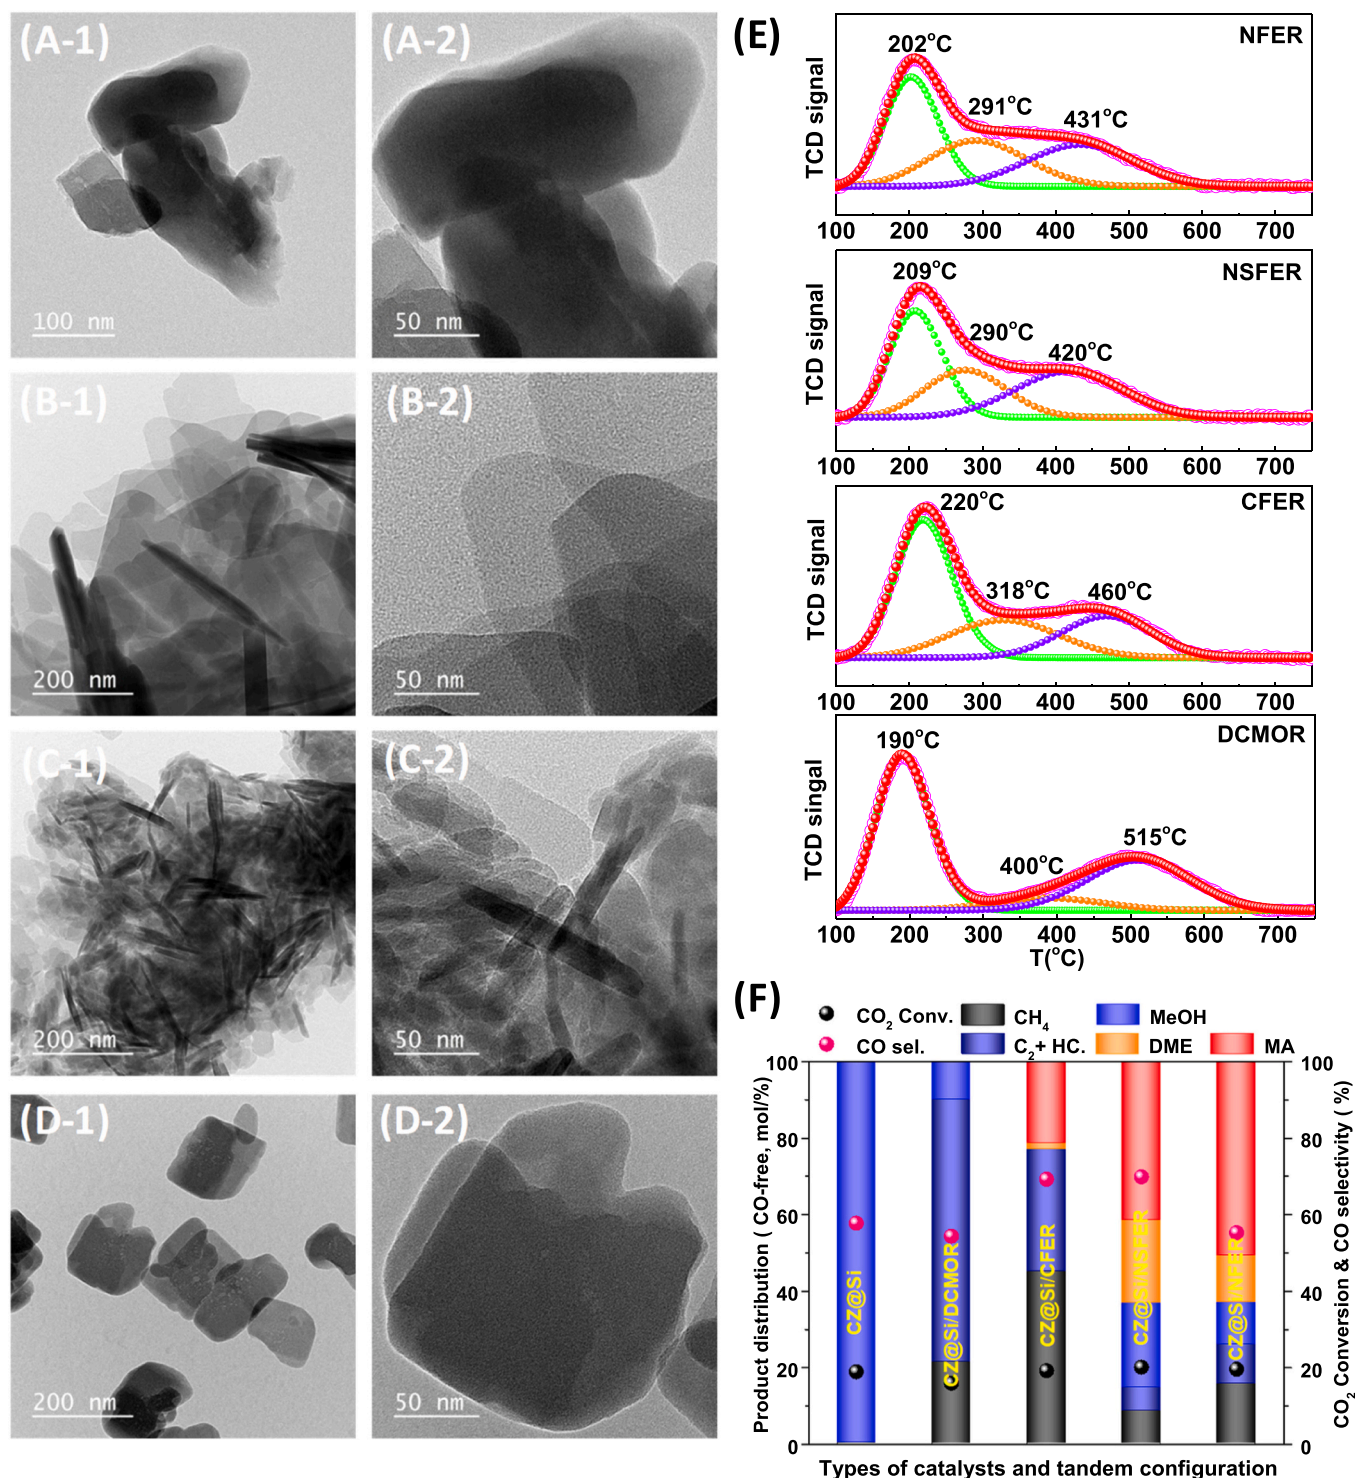 (A-1)
100 nm
(A-2)
50 nm
(B-1)
200 nm
(B-2)
50 nm
(C-1)
200 nm
(C-2)
50 nm
(D-1)
200 nm
(D-2)
50 nm
(E)
NFER
202°C
291°C
431°C
TCD signal
100 200 300 400 500 600 700
NSFER
209°C
290°C
420°C
TCD signal
100 200 300 400 500 600 700
CFER
220°C
318°C
460°C
TCD signal
100 200 300 400 500 600 700
DCMOR
190°C
400°C
515°C
TCD singal
100 200 300 400 500 600 700
T(°C)
(F)
CO₂ Conv. CH₄ MeOH
CO sel. C₂+ HC. DME MA
Product distribution ( CO-free, mol/%)
100
80
60
40
20
0
CZ@Si
CZ@Si/DCMOR
CZ@Si/CFER
CZ@Si/NSFER
CZ@Si/NFER
100
80
60
40
20
0
CO₂ Conversion & CO selectivity ( %)
Types of catalysts and tandem configuration